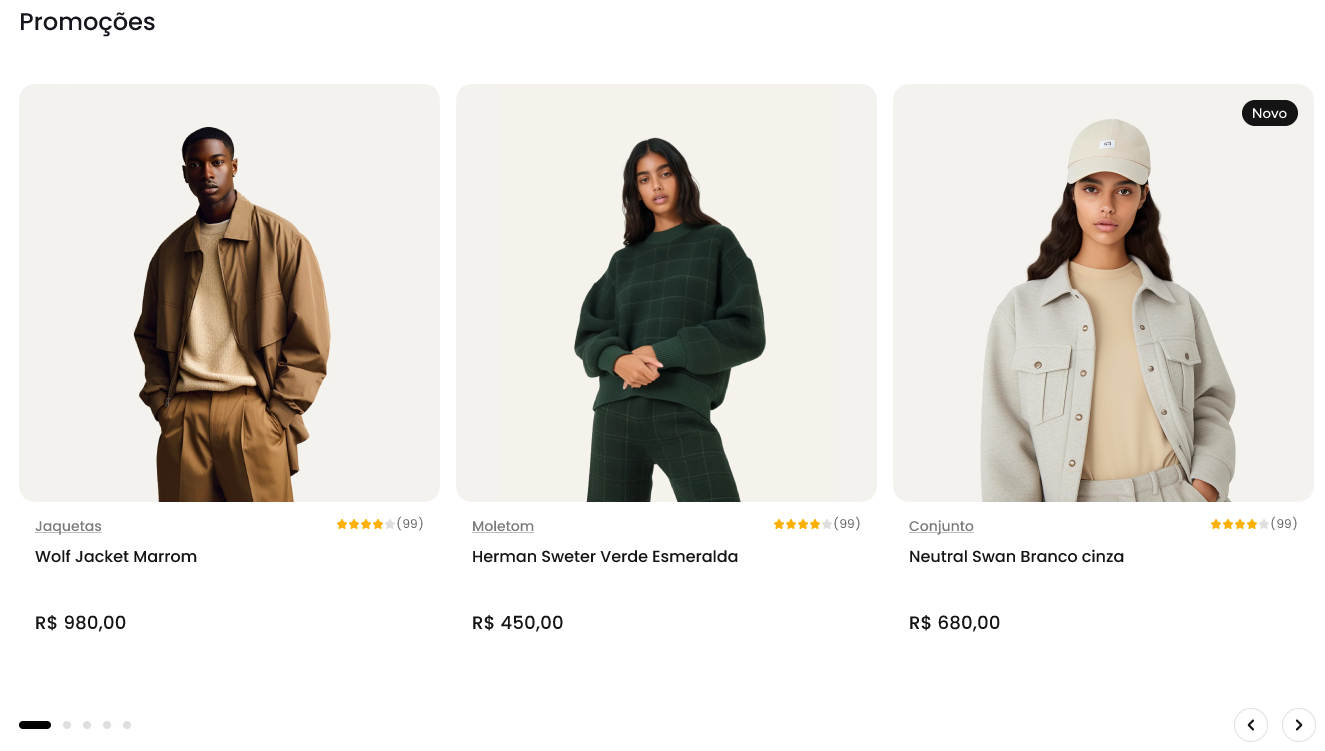 Promoções
Novo
Jaquetas
(99)
Wolf Jacket Marrom
R$ 980,00
Moletom
(99)
Herman Sweter Verde Esmeralda
R$ 450,00
Conjunto
(99)
Neutral Swan Branco cinza
R$ 680,00